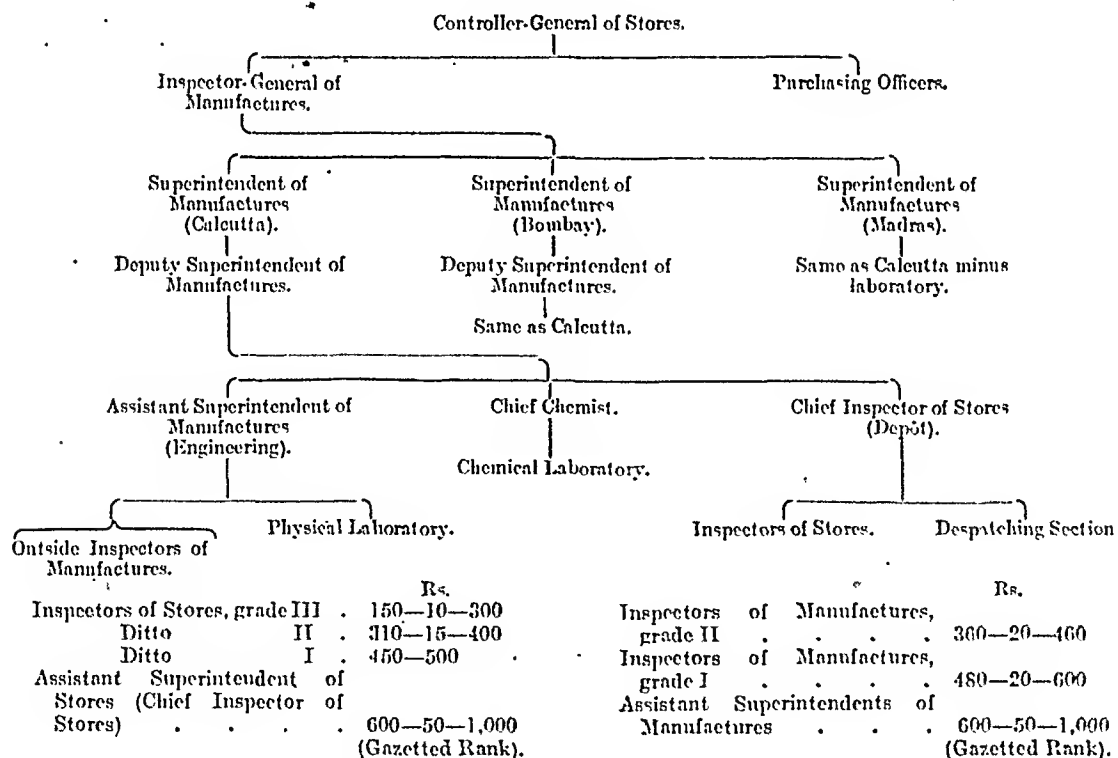 Controller-General of Stores.
Inspector-General of Manufactures.
Purchasing Officers.
Superintendent of Manufactures (Calcutta).
Superintendent of Manufactures (Bombay).
Superintendent of Manufactures (Madras).
Deputy Superintendent of Manufactures.
Deputy Superintendent of Manufactures.
Same as Calcutta minus laboratory.
Same as Calcutta.
Assistant Superintendent of Manufactures (Engineering).
Chief Chemist.
Chief Inspector of Stores (Depôt).
Chemical Laboratory.
Outside Inspectors of Manufactures.
Physical Laboratory.
Inspectors of Stores.
Despatching Section
Rs.
Inspectors of Stores, grade III . 150—10—300
Ditto II . 310—15—400
Ditto I . 450—500
Assistant Superintendent of
Stores (Chief Inspector of
Stores) . . . . 600—50—1,000
(Gazetted Rank).
Rs.
Inspectors of Manufactures,
grade II . . . . 360—20—460
Inspectors of Manufactures,
grade I . . . . 480—20—600
Assistant Superintendents of
Manufactures . . . 600—50—1,000
(Gazetted Rank).